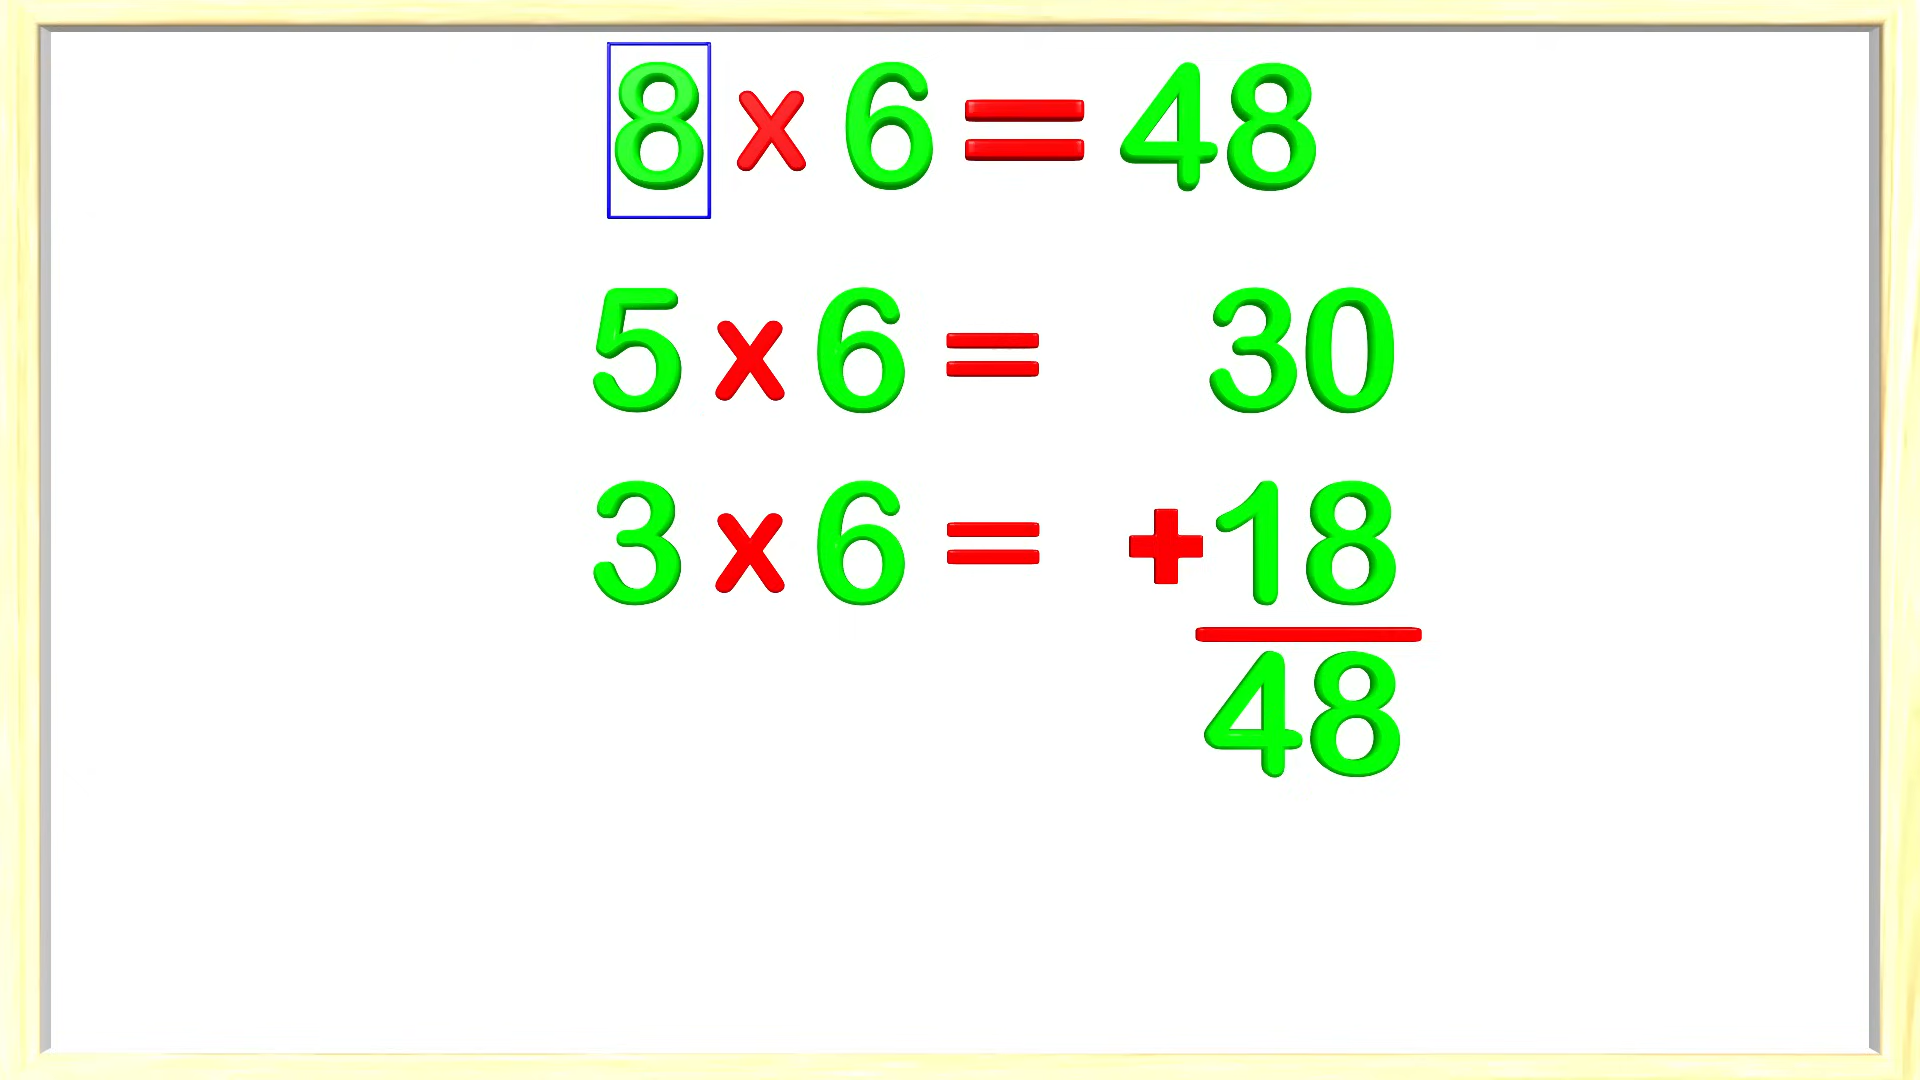 8 × 6 = 48
5 × 6 = 30
3 × 6 = +18
48